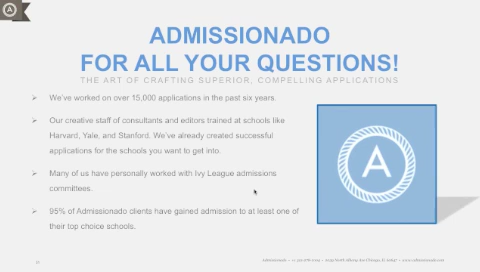 ADMISSIONADO
FOR ALL YOUR QUESTIONS!
THE ART OF CRAFTING SUPERIOR, COMPELLING APPLICATIONS
We've worked on over 15,000 applications in the past six years.
Our creative staff of consultants and editors trained at schools like
Harvard, Yale, and Stanford. We've already created successful
applications for the schools you want to get into.
Many of us have personally worked with Ivy League admissions
committees.
95% of Admissionado clients have gained admission to at least one of
their top choice schools.
A